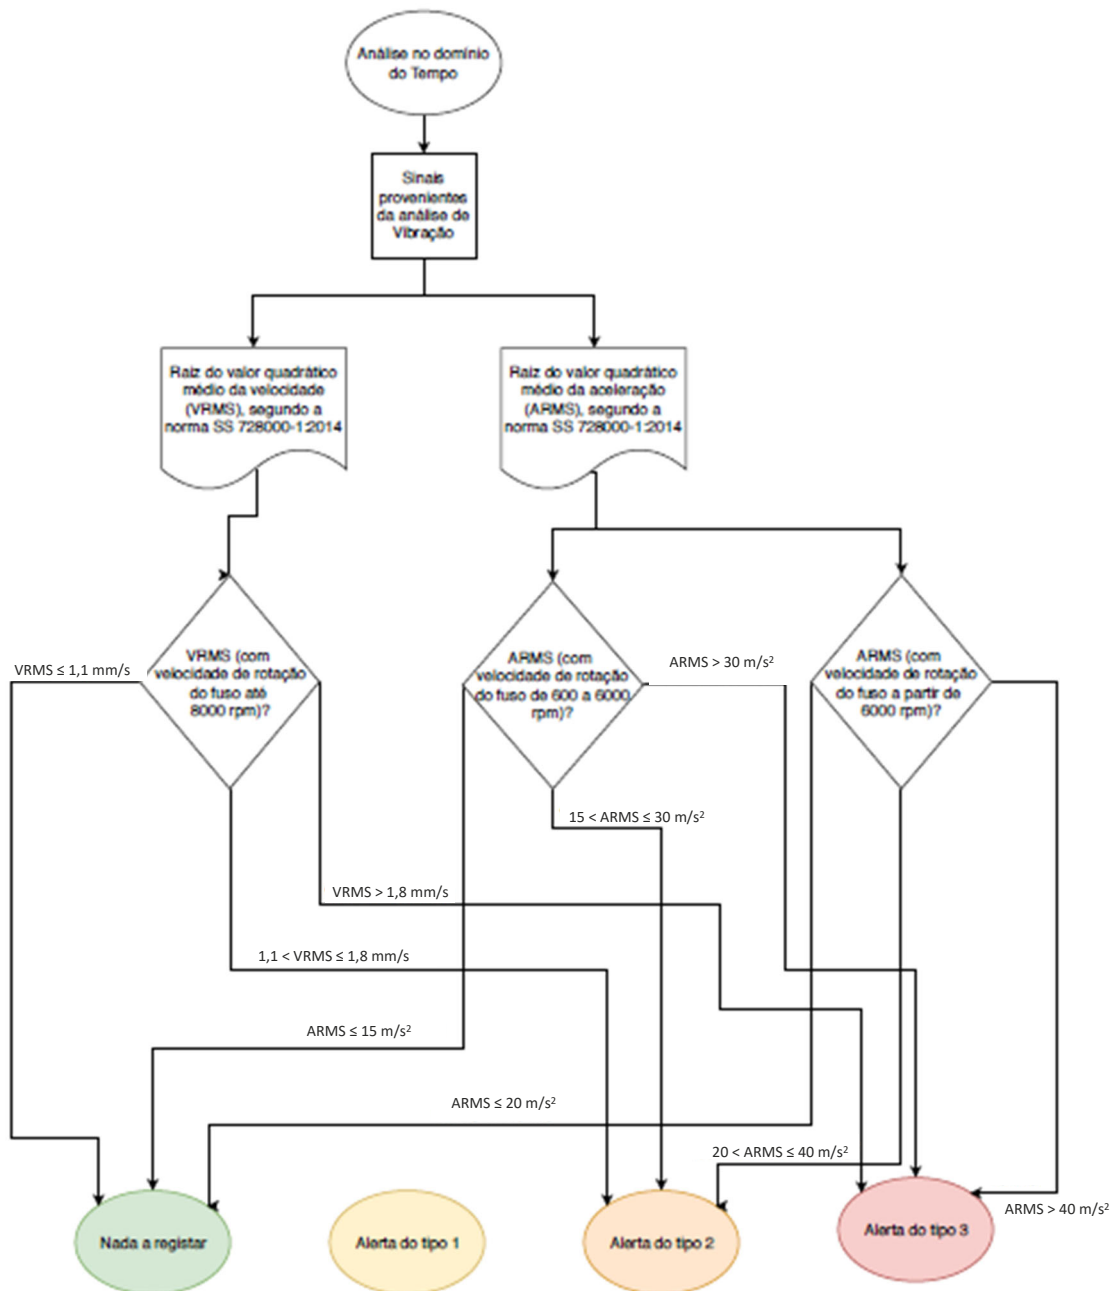 Análise no domínio
do Tempo
Sinais
provenientes
da análise de
Vibração
Raiz do valor quadrático
médio da velocidade
(VRMS), segundo a
norma SS 728000-1:2014
Raiz do valor quadrático
médio da aceleração
(ARMS), segundo a
norma SS 728000-1:2014
VRMS ≤ 1,1 mm/s
VRMS (com
velocidade de rotação
do fuso até
8000 rpm)?
ARMS (com
velocidade de rotação
do fuso de 600 a 6000
rpm)?
ARMS > 30 m/s²
ARMS (com
velocidade de rotação
do fuso a partir de
6000 rpm)?
15 < ARMS ≤ 30 m/s²
VRMS > 1,8 mm/s
1,1 < VRMS ≤ 1,8 mm/s
ARMS ≤ 15 m/s²
ARMS ≤ 20 m/s²
20 < ARMS ≤ 40 m/s²
ARMS > 40 m/s²
Nada a registar
Alerta do tipo 1
Alerta do tipo 2
Alerta do tipo 3